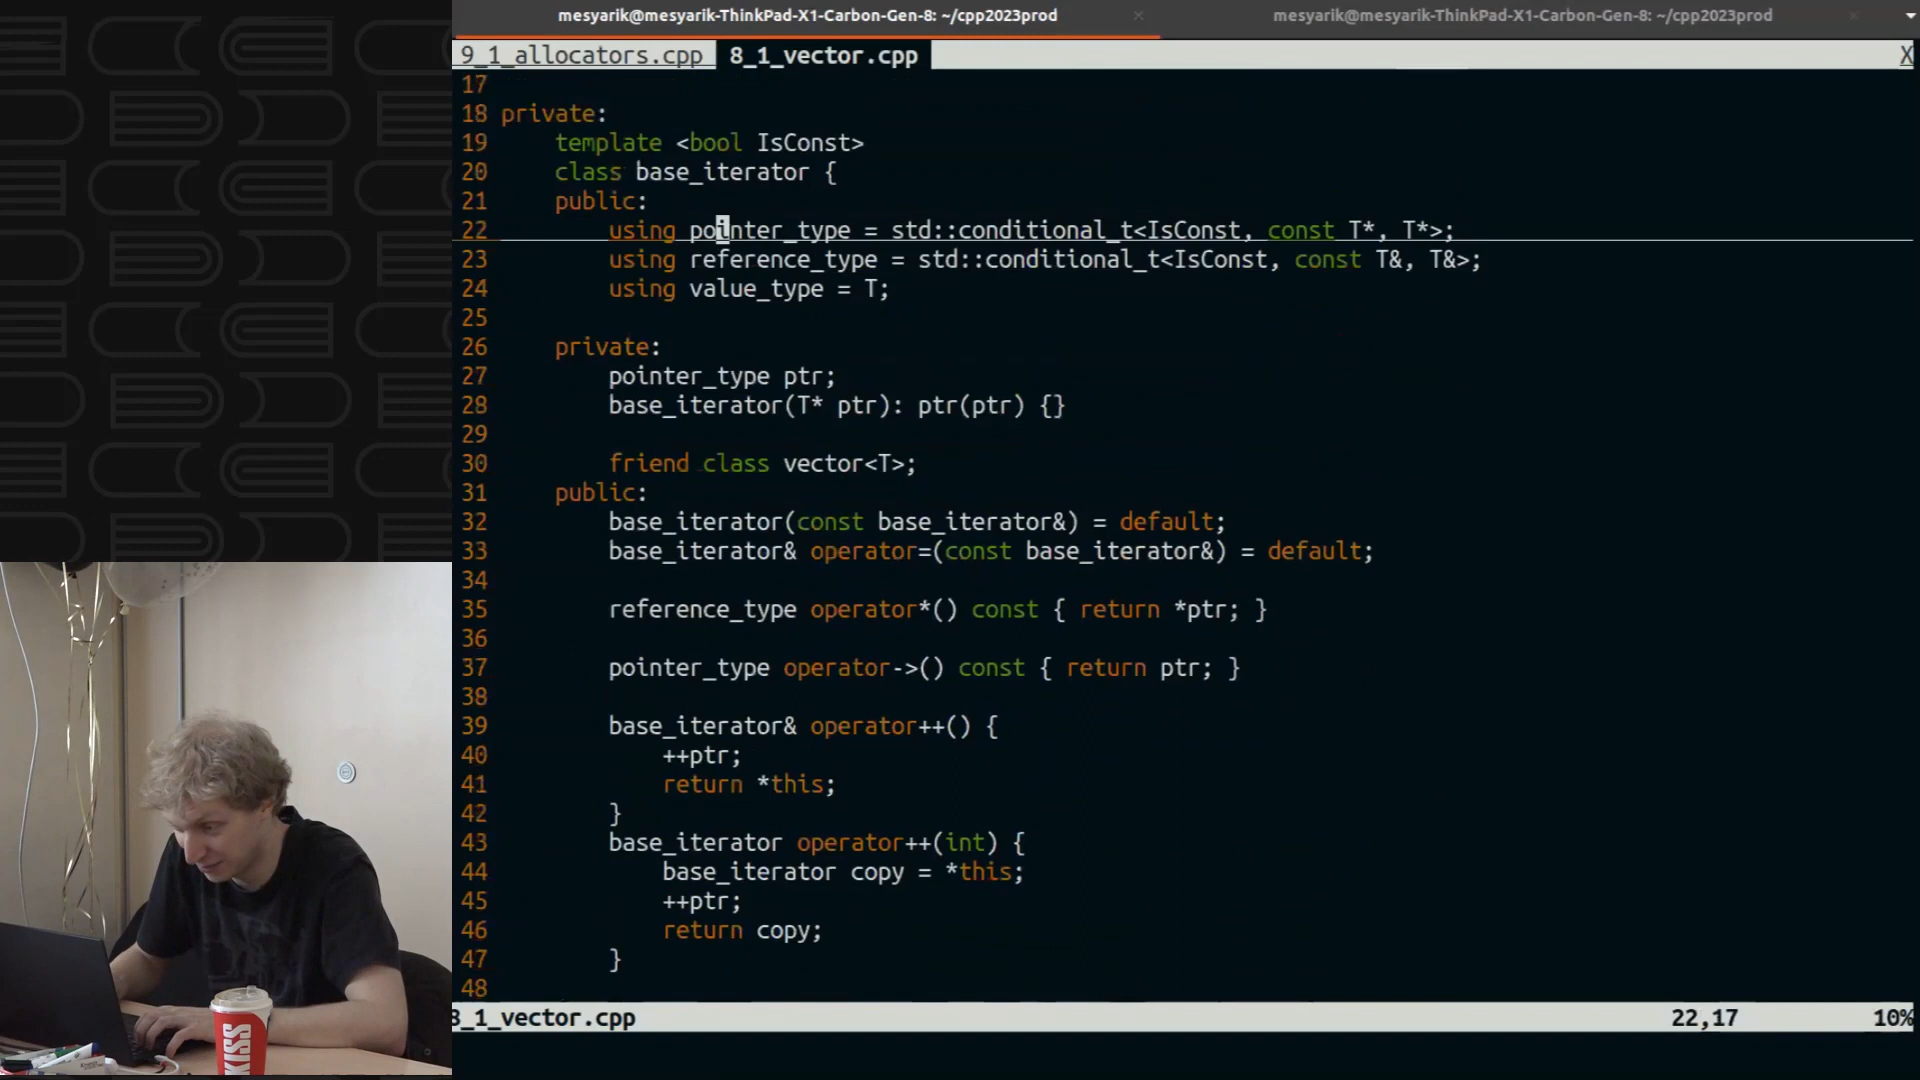 mesyarik@mesyarik-ThinkPad-X1-Carbon-Gen-8: ~/cpp2023prod
mesyarik@mesyarik-ThinkPad-X1-Carbon-Gen-8: ~/cpp2023prod
9_1_allocators.cpp 8_1_vector.cpp X
17
18 private:
19     template <bool IsConst>
20     class base_iterator {
21     public:
22         using pointer_type = std::conditional_t<IsConst, const T*, T*>;
23         using reference_type = std::conditional_t<IsConst, const T&, T&>;
24         using value_type = T;
25
26     private:
27         pointer_type ptr;
28         base_iterator(T* ptr): ptr(ptr) {}
29
30         friend class vector<T>;
31     public:
32         base_iterator(const base_iterator&) = default;
33         base_iterator& operator=(const base_iterator&) = default;
34
35         reference_type operator*() const { return *ptr; }
36
37         pointer_type operator->() const { return ptr; }
38
39         base_iterator& operator++() {
40             ++ptr;
41             return *this;
42         }
43         base_iterator operator++(int) {
44             base_iterator copy = *this;
45             ++ptr;
46             return copy;
47         }
48
8_1_vector.cpp 22,17 10%
KISS